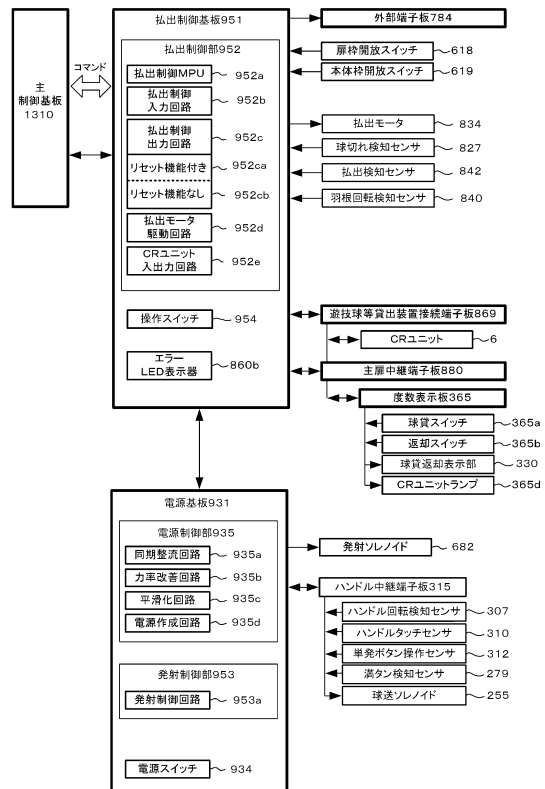 払出制御基板951
払出制御部952
払出制御MPU
952a
払出制御
入力回路
952b
払出制御
出力回路
952c
リセット機能付き
952ca
リセット機能なし
952cb
払出モータ
駆動回路
952d
CRユニット
入出力回路
952e
操作スイッチ
954
エラー
LED表示器
860b
コマンド
主
制御基板
1310
外部端子板784
扉枠開放スイッチ
618
本体枠開放スイッチ
619
払出モータ
834
球切れ検知センサ
827
払出検知センサ
842
羽根回転検知センサ
840
遊技球等貸出装置接続端子板869
CRユニット
6
主扉中継端子板880
度数表示板365
球貸スイッチ
365a
返却スイッチ
365b
球貸返却表示部
330
CRユニットランプ
365d
電源基板931
電源制御部935
同期整流回路
935a
力率改善回路
935b
平滑化回路
935c
電源作成回路
935d
発射制御部953
発射制御回路
953a
電源スイッチ
934
発射ソレノイド
682
ハンドル中継端子板315
ハンドル回転検知センサ
307
ハンドルタッチセンサ
310
単発ボタン操作センサ
312
満タン検知センサ
279
球送ソレノイド
255